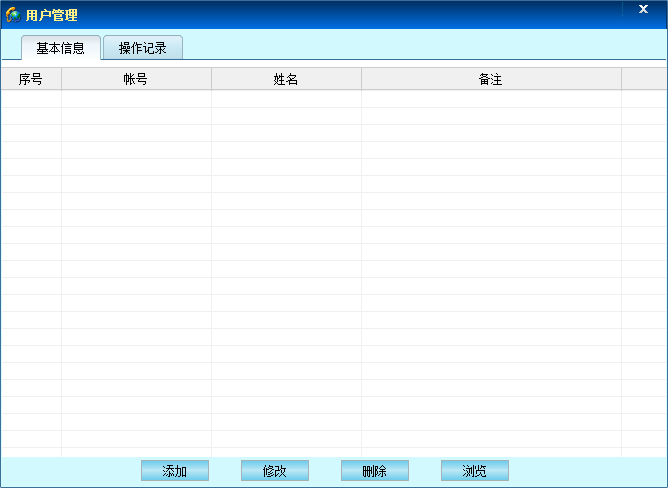 用户管理
基本信息 操作记录
序号 帐号 姓名 备注
添加 修改 删除 浏览